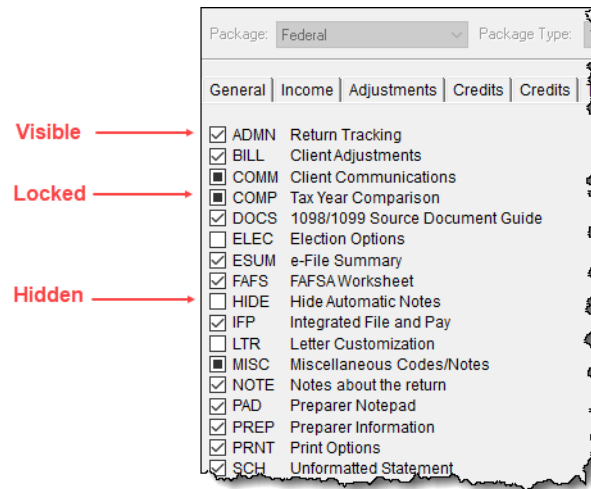 Package: Federal Package Type:
General Income Adjustments Credits Credits
Visible
ADMN Return Tracking
BILL Client Adjustments
COMM Client Communications
Locked
COMP Tax Year Comparison
DOCS 1098/1099 Source Document Guide
ELEC Election Options
ESUM e-File Summary
FAFS FAFSA Worksheet
Hidden
HIDE Hide Automatic Notes
IFP Integrated File and Pay
LTR Letter Customization
MISC Miscellaneous Codes/Notes
NOTE Notes about the return
PAD Preparer Notepad
PREP Preparer Information
PRNT Print Options
SCH Unformatted Statement